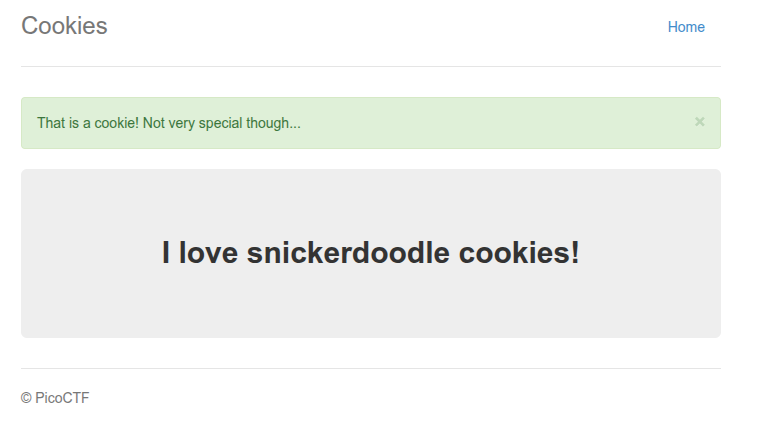 Cookies
Home
That is a cookie! Not very special though...
×
I love snickerdoodle cookies!
© PicoCTF